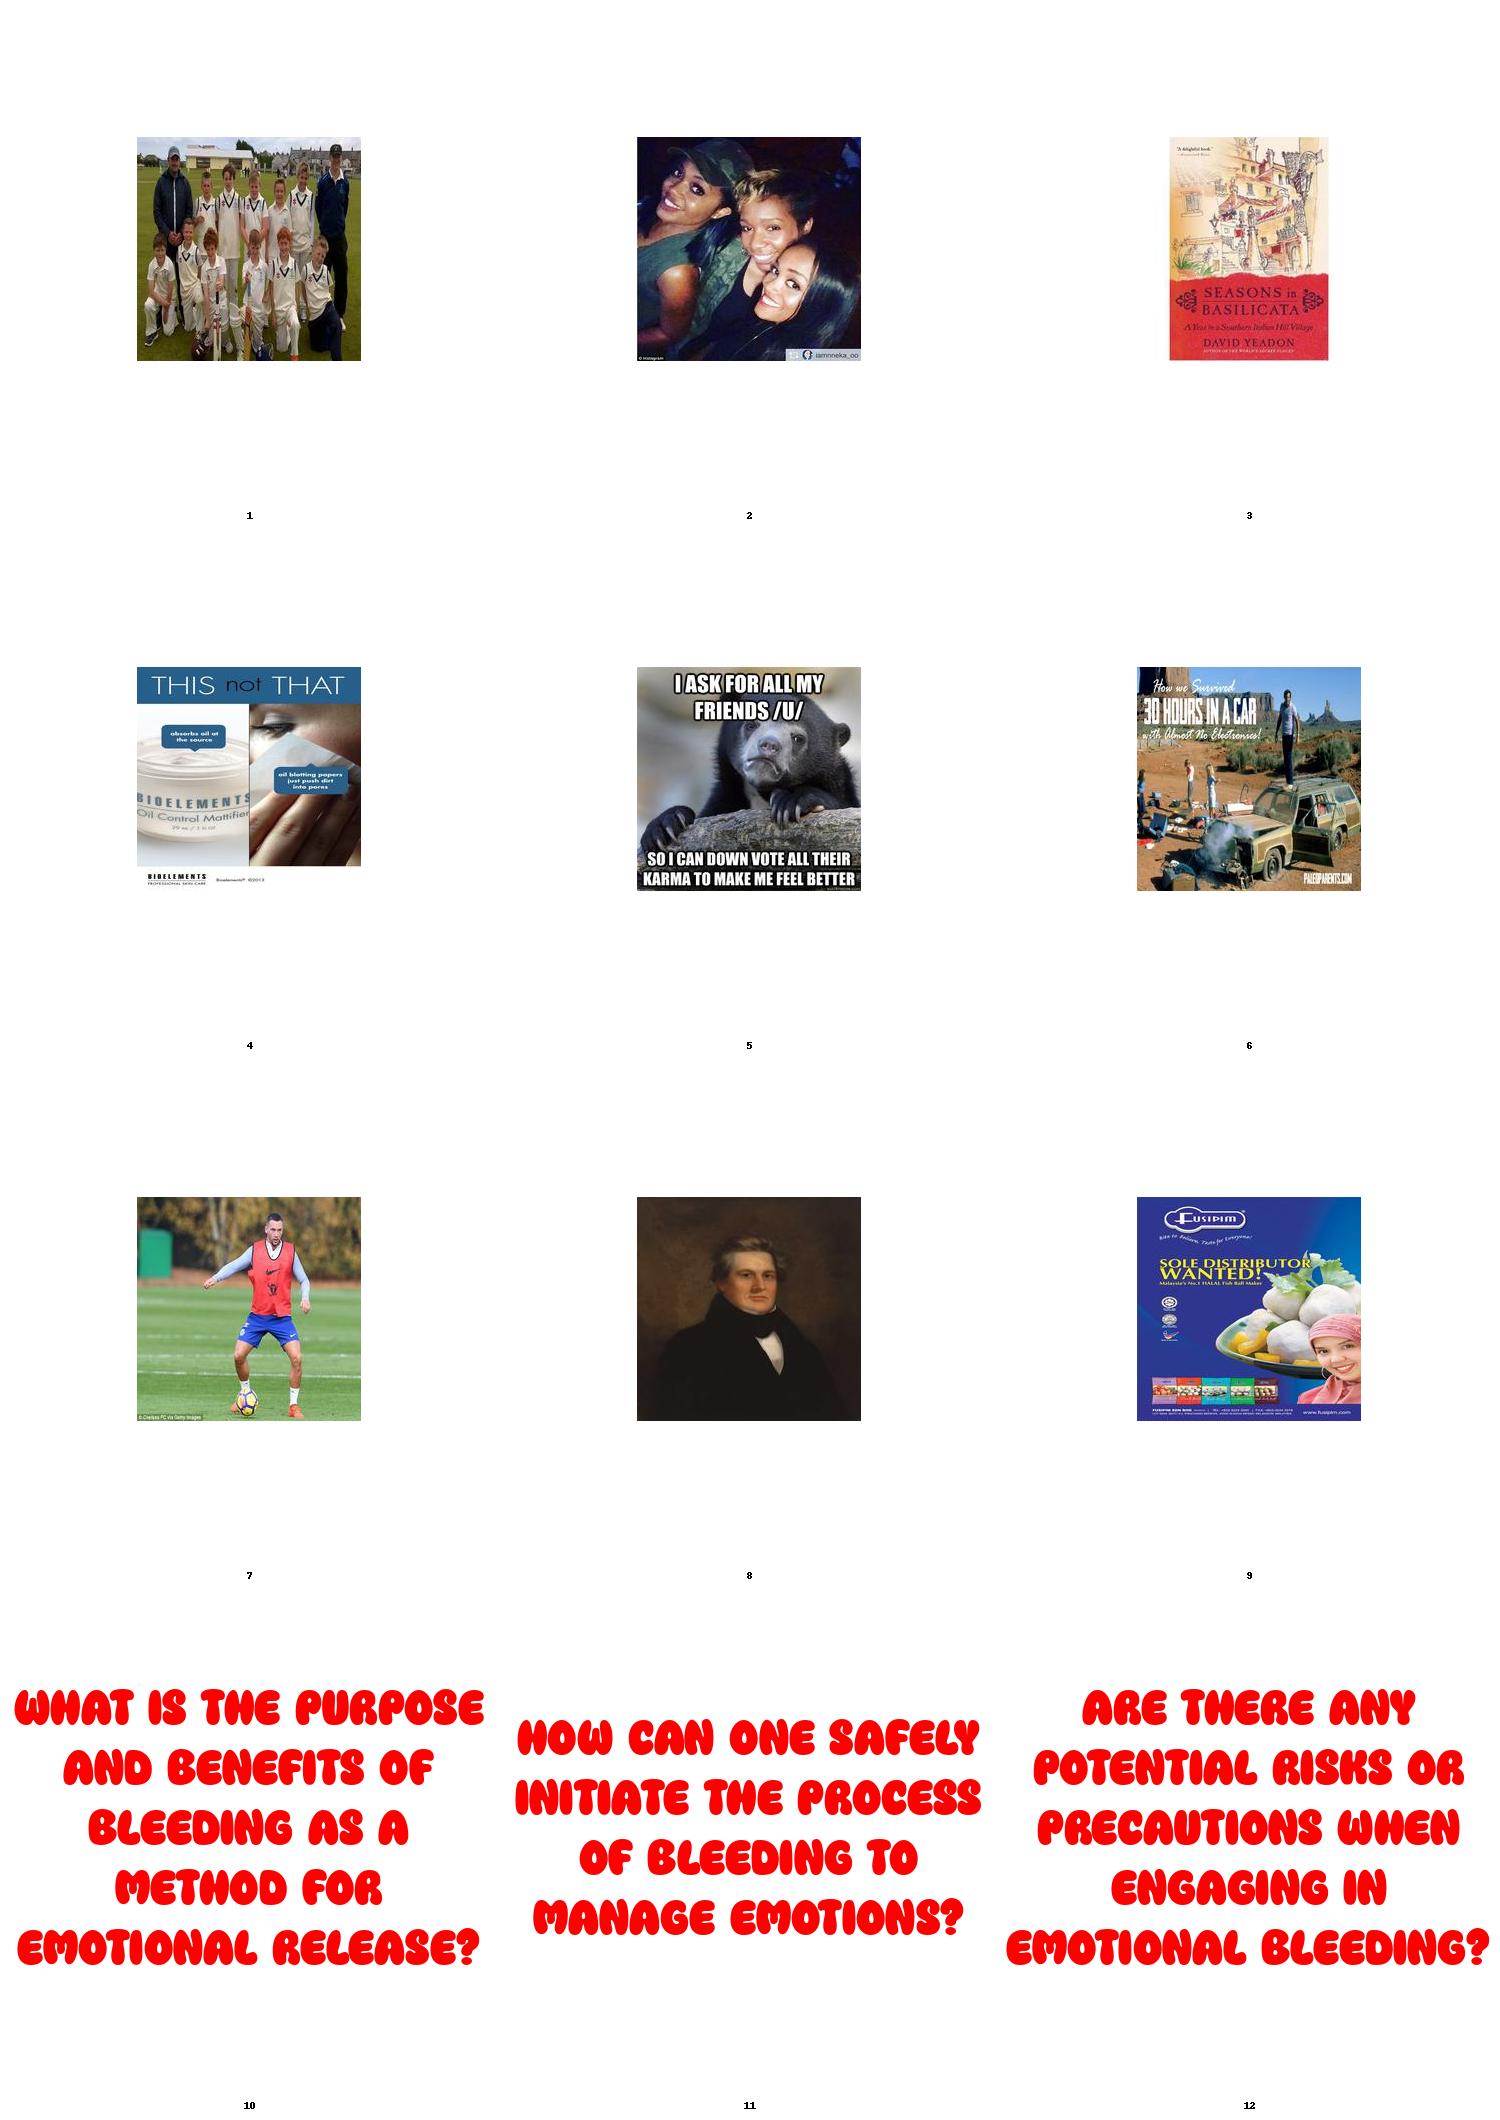 © Instagram
iamnneka_oo
"A delightful book."
SEASONS in
BASILICATA
A Year in a Southern Italian Hill Village
DAVID YEADON
AUTHOR OF THE WORLD'S SECRET PLACES
1
2
3
THIS not THAT
absorbs oil at
the source
oil blotting papers
just push dirt
into pores
BIOELEMENTS
Oil Control Mattifier
BIOELEMENTS
PROFESSIONAL SKIN CARE
Bioelements® ©2013
I ASK FOR ALL MY
FRIENDS /U/
SO I CAN DOWN VOTE ALL THEIR
KARMA TO MAKE ME FEEL BETTER
How we Survived
30 HOURS IN A CAR
with Almost No Electronics!
PALEOPARENTS.COM
4
5
6
© Chelsea FC via Getty Images
FUSIPIM
SOLE DISTRIBUTOR
WANTED!
Malaysia's No.1 HALAL Fish Ball Maker
FUSIPIM SDN BHD
www.fusipim.com
7
8
9
WHAT IS THE PURPOSE
AND BENEFITS OF
BLEEDING AS A
METHOD FOR
EMOTIONAL RELEASE?
HOW CAN ONE SAFELY
INITIATE THE PROCESS
OF BLEEDING TO
MANAGE EMOTIONS?
ARE THERE ANY
POTENTIAL RISKS OR
PRECAUTIONS WHEN
ENGAGING IN
EMOTIONAL BLEEDING?
10
11
12